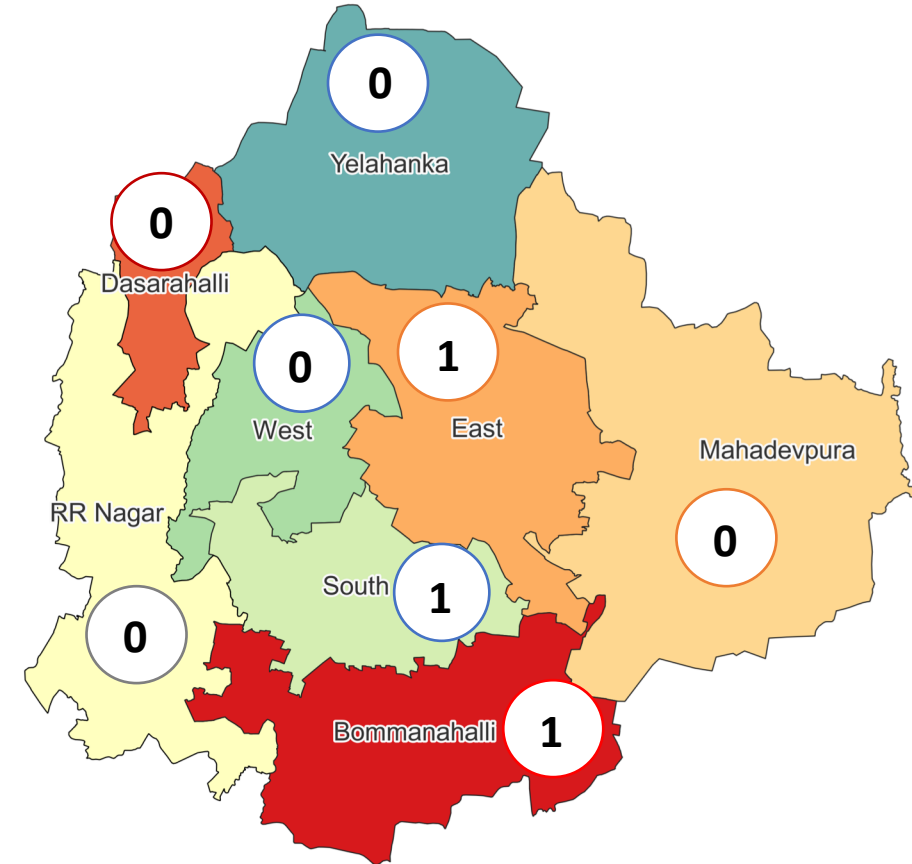 0
Yelahanka
0
Dasarahalli
0
West
1
East
Mahadevpura
0
RR Nagar
0
South
1
Bommanahalli
1